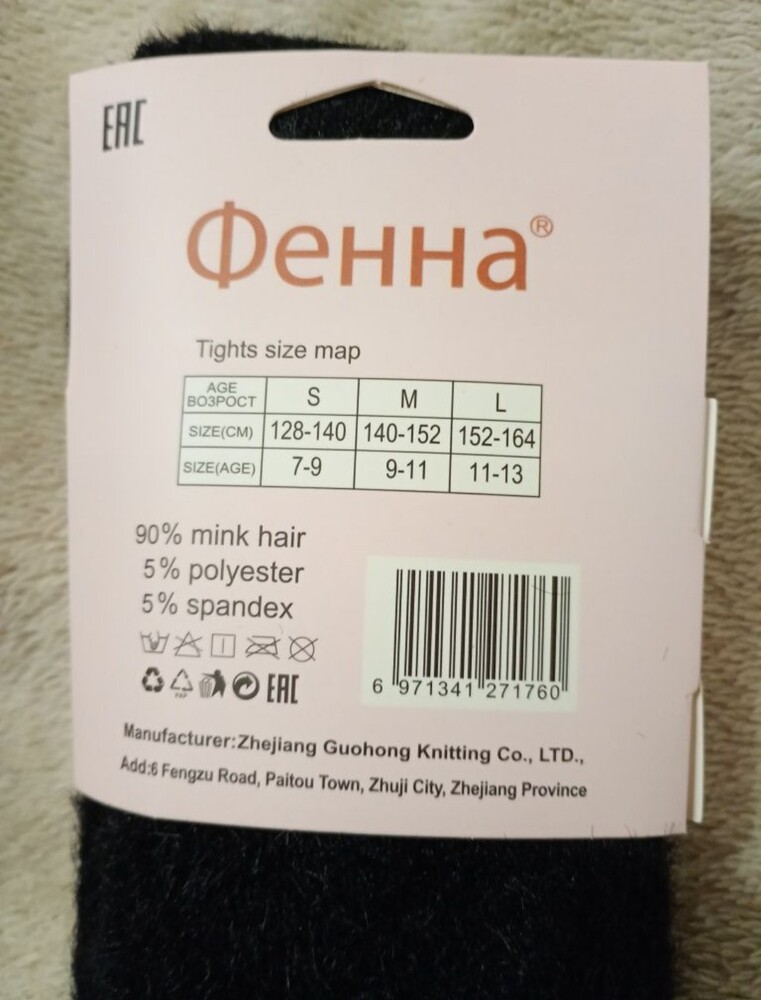 EAC
Фенна®
Tights size map
AGE ВОЗРОСТ S M L
SIZE(CM) 128-140 140-152 152-164
SIZE(AGE) 7-9 9-11 11-13
90% mink hair
5% polyester
5% spandex
EAC
6 971341 271760
Manufacturer:Zhejiang Guohong Knitting Co., LTD.,
Add:6 Fengzu Road, Paitou Town, Zhuji City, Zhejiang Province